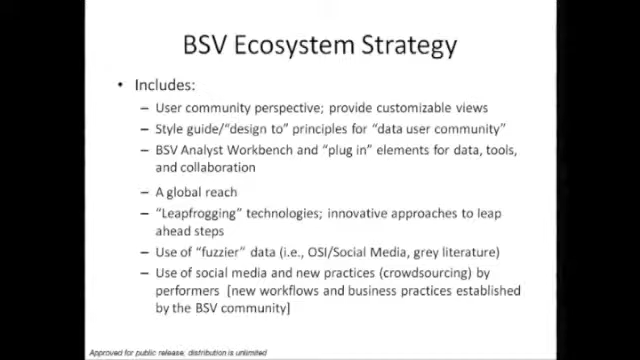 BSV Ecosystem Strategy
• Includes:
– User community perspective; provide customizable views
– Style guide/“design to” principles for “data user community”
– BSV Analyst Workbench and “plug in” elements for data, tools,
and collaboration
– A global reach
– “Leapfrogging” technologies; innovative approaches to leap
ahead steps
– Use of “fuzzier” data (i.e., OSI/Social Media, grey literature)
– Use of social media and new practices (crowdsourcing) by
performers [new workflows and business practices established
by the BSV community]
Approved for public release; distribution is unlimited